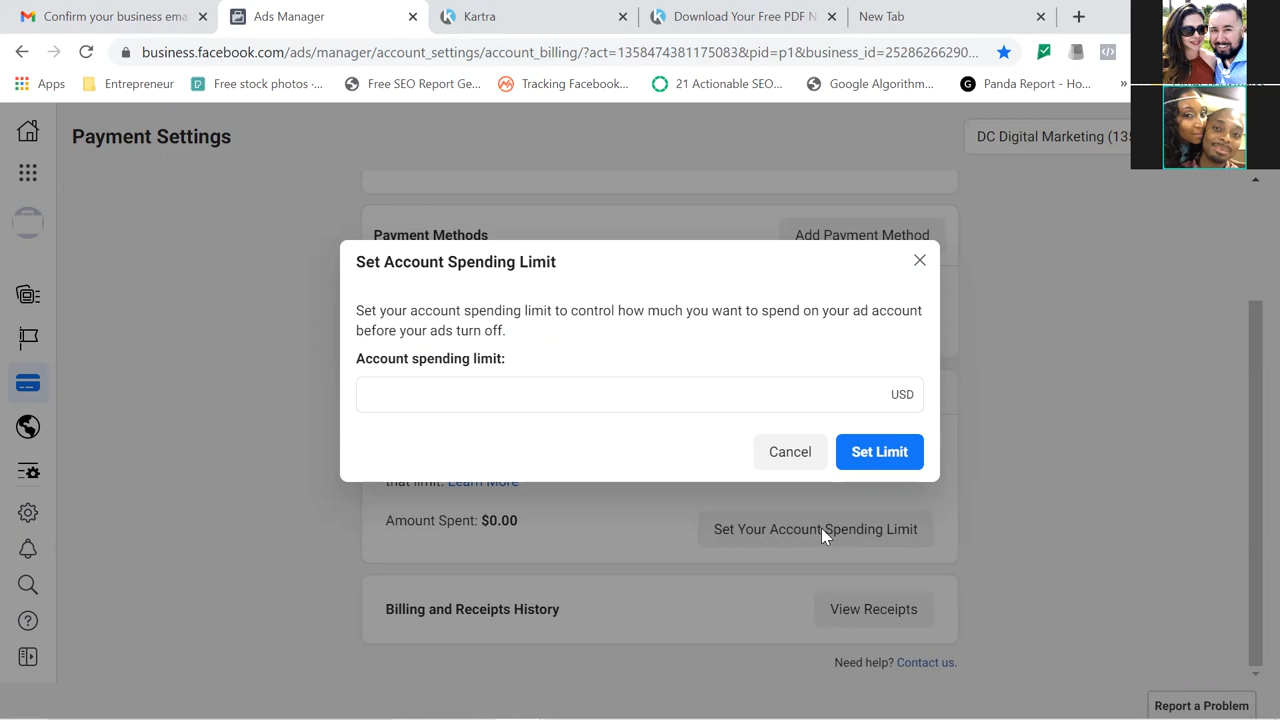 Confirm your business ema
Ads Manager
Kartra
Download Your Free PDF N
New Tab
business.facebook.com/ads/manager/account_settings/account_billing/?act=1358474381175083&pid=p1&business_id=25286266290...
Apps
Entrepreneur
Free stock photos -...
Free SEO Report Ge
Tracking Facebook...
21 Actionable SEO...
Google Algorithm...
Panda Report - Ho...
»
Payment Settings
DC Digital Marketing (135
Payment Methods
Add Payment Method
Set Account Spending Limit
Set your account spending limit to control how much you want to spend on your ad account
before your ads turn off.
Account spending limit:
USD
Cancel
Set Limit
that limit. Learn More
Amount Spent: $0.00
Set Your Account Spending Limit
Billing and Receipts History
View Receipts
Need help? Contact us.
Report a Problem